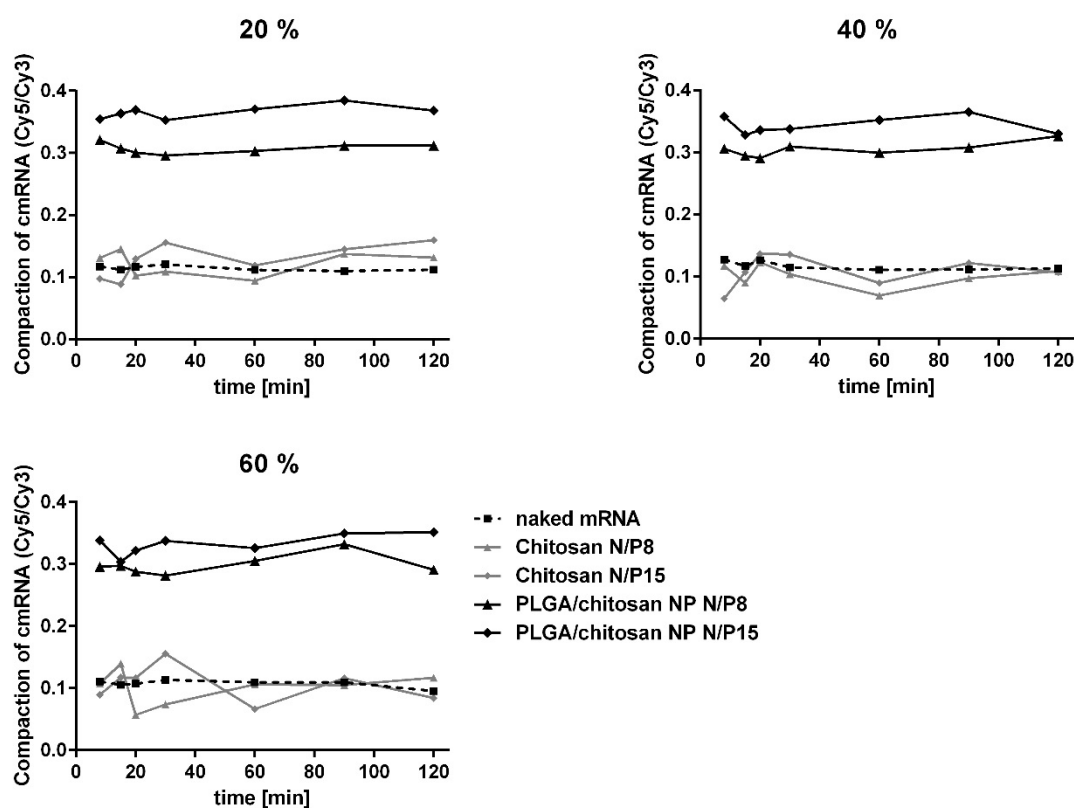 20 %
Compaction of cmRNA (Cy5/Cy3)
0.4
0.3
0.2
0.1
0.0
0 20 40 60 80 100 120
time [min]
40 %
Compaction of cmRNA (Cy5/Cy3)
0.4
0.3
0.2
0.1
0.0
0 20 40 60 80 100 120
time [min]
60 %
Compaction of cmRNA (Cy5/Cy3)
0.4
0.3
0.2
0.1
0.0
0 20 40 60 80 100 120
time [min]
naked mRNA
Chitosan N/P8
Chitosan N/P15
PLGA/chitosan NP N/P8
PLGA/chitosan NP N/P15